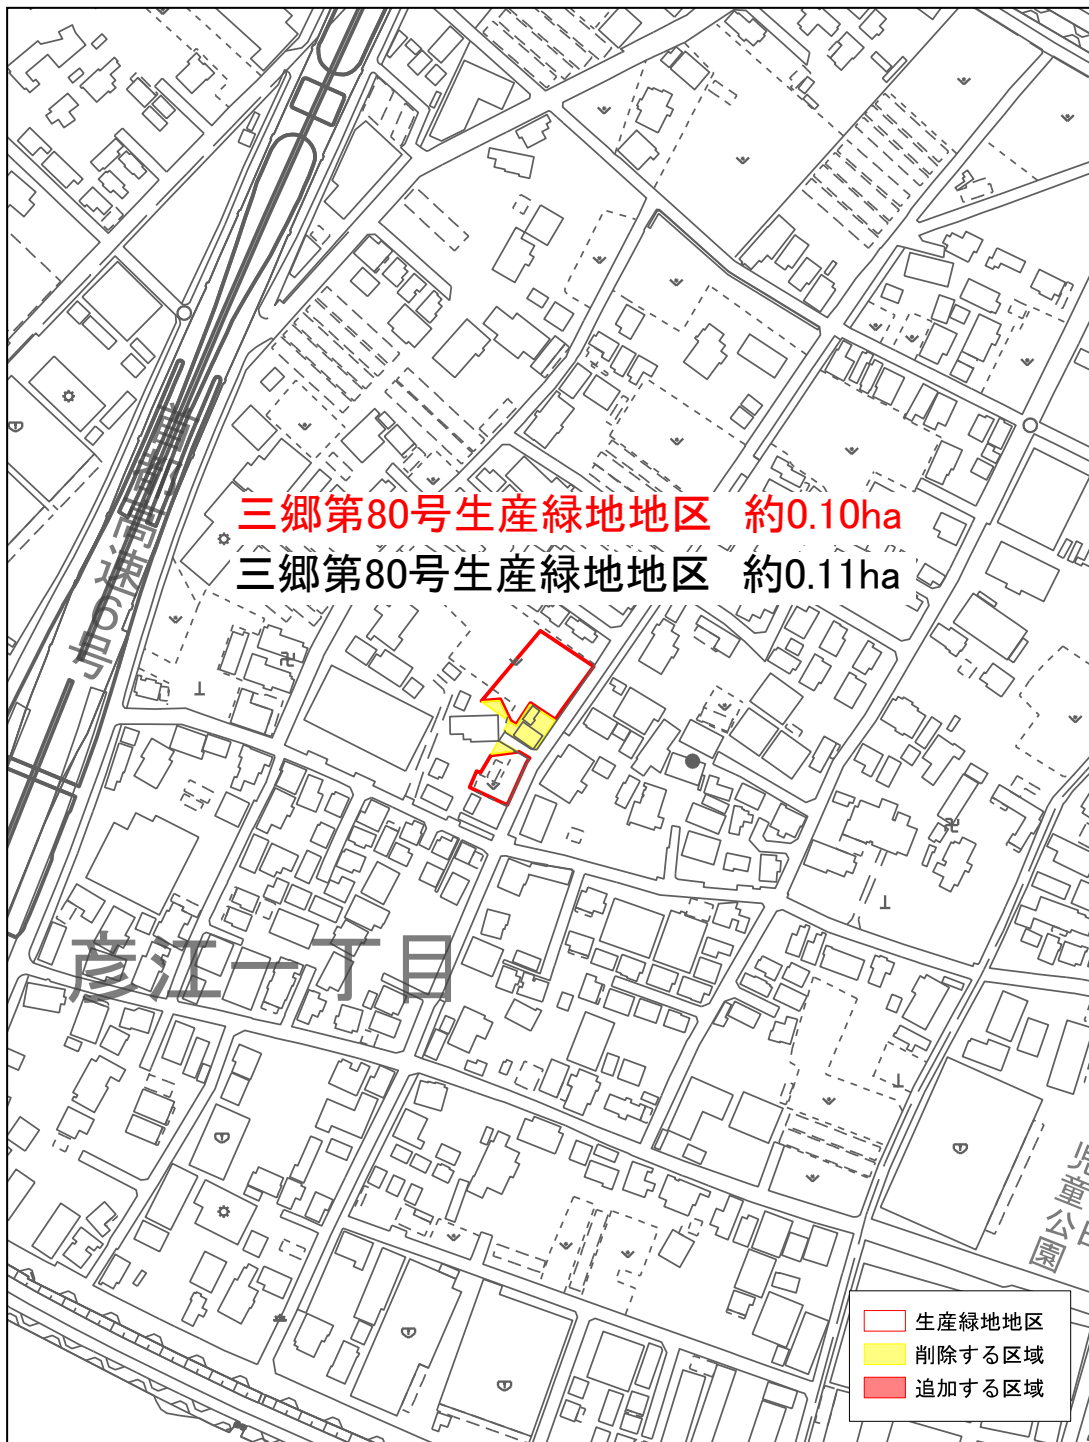 三郷第80号生産緑地地区　約0.10ha
三郷第80号生産緑地地区　約0.11ha
首都高速6号
彦江一丁目
児童公園
生産緑地地区
削除する区域
追加する区域